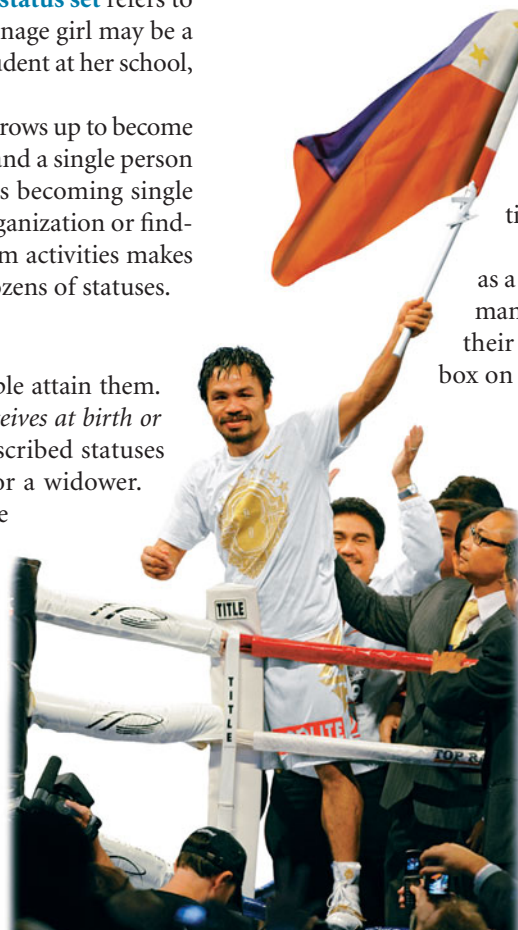 status set refers to
nage girl may be a
udent at her school,
rows up to become
and a single person
s becoming single
ganization or find-
m activities makes
ozens of statuses.
ple attain them.
eives at birth or
scribed statuses
or a widower.
e
ti
as a
man
their
box on
TITLE
TITLE
TOP RA